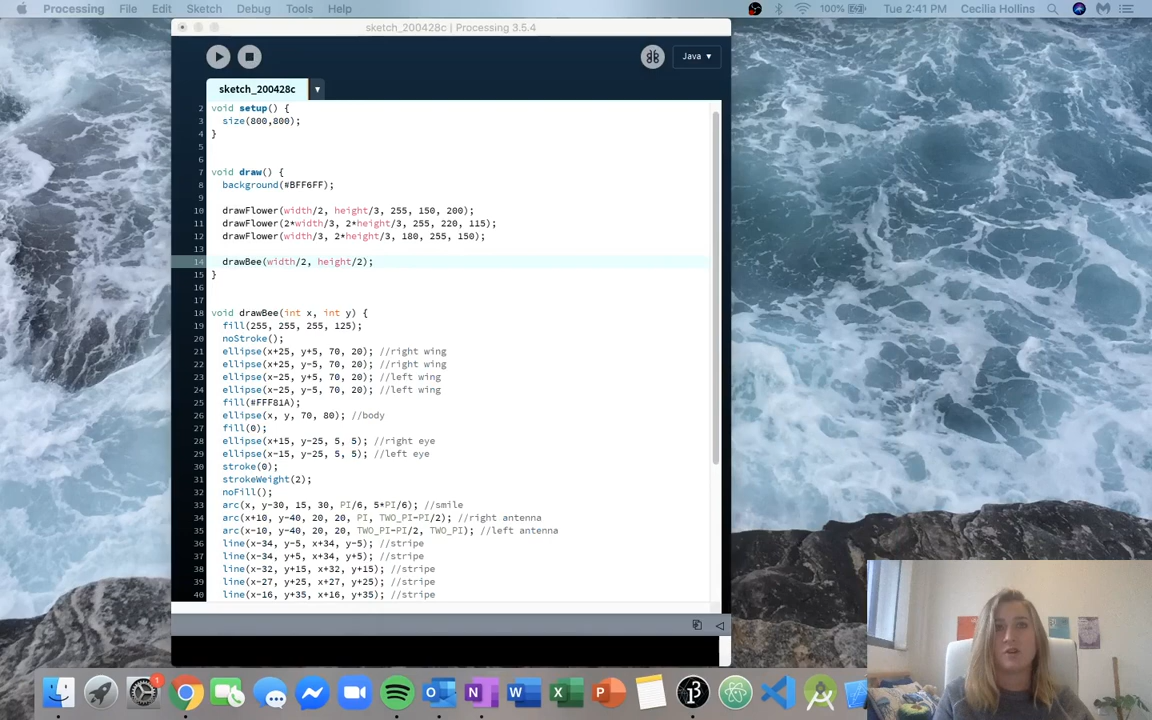 Processing File Edit Sketch Debug Tools Help 100% Tue 2:41 PM Cecilia Hollins
sketch_200428c | Processing 3.5.4
Java ▾
sketch_200428c ▾
2 void setup() {
3 size(800,800);
4 }
5
6
7 void draw() {
8 background(#BFF6FF);
9
10 drawFlower(width/2, height/3, 255, 150, 200);
11 drawFlower(2*width/3, 2*height/3, 255, 220, 115);
12 drawFlower(width/3, 2*height/3, 180, 255, 150);
13
14 drawBee(width/2, height/2);
15 }
16
17
18 void drawBee(int x, int y) {
19 fill(255, 255, 255, 125);
20 noStroke();
21 ellipse(x+25, y+5, 70, 20); //right wing
22 ellipse(x+25, y-5, 70, 20); //right wing
23 ellipse(x-25, y+5, 70, 20); //left wing
24 ellipse(x-25, y-5, 70, 20); //left wing
25 fill(#FFF81A);
26 ellipse(x, y, 70, 80); //body
27 fill(0);
28 ellipse(x+15, y-25, 5, 5); //right eye
29 ellipse(x-15, y-25, 5, 5); //left eye
30 stroke(0);
31 strokeWeight(2);
32 noFill();
33 arc(x, y-30, 15, 30, PI/6, 5*PI/6); //smile
34 arc(x+10, y-40, 20, 20, PI, TWO_PI-PI/2); //right antenna
35 arc(x-10, y-40, 20, 20, TWO_PI-PI/2, TWO_PI); //left antenna
36 line(x-34, y-5, x+34, y-5); //stripe
37 line(x-34, y+5, x+34, y+5); //stripe
38 line(x-32, y+15, x+32, y+15); //stripe
39 line(x-27, y+25, x+27, y+25); //stripe
40 line(x-16, y+35, x+16, y+35); //stripe
1
O N W X P 3